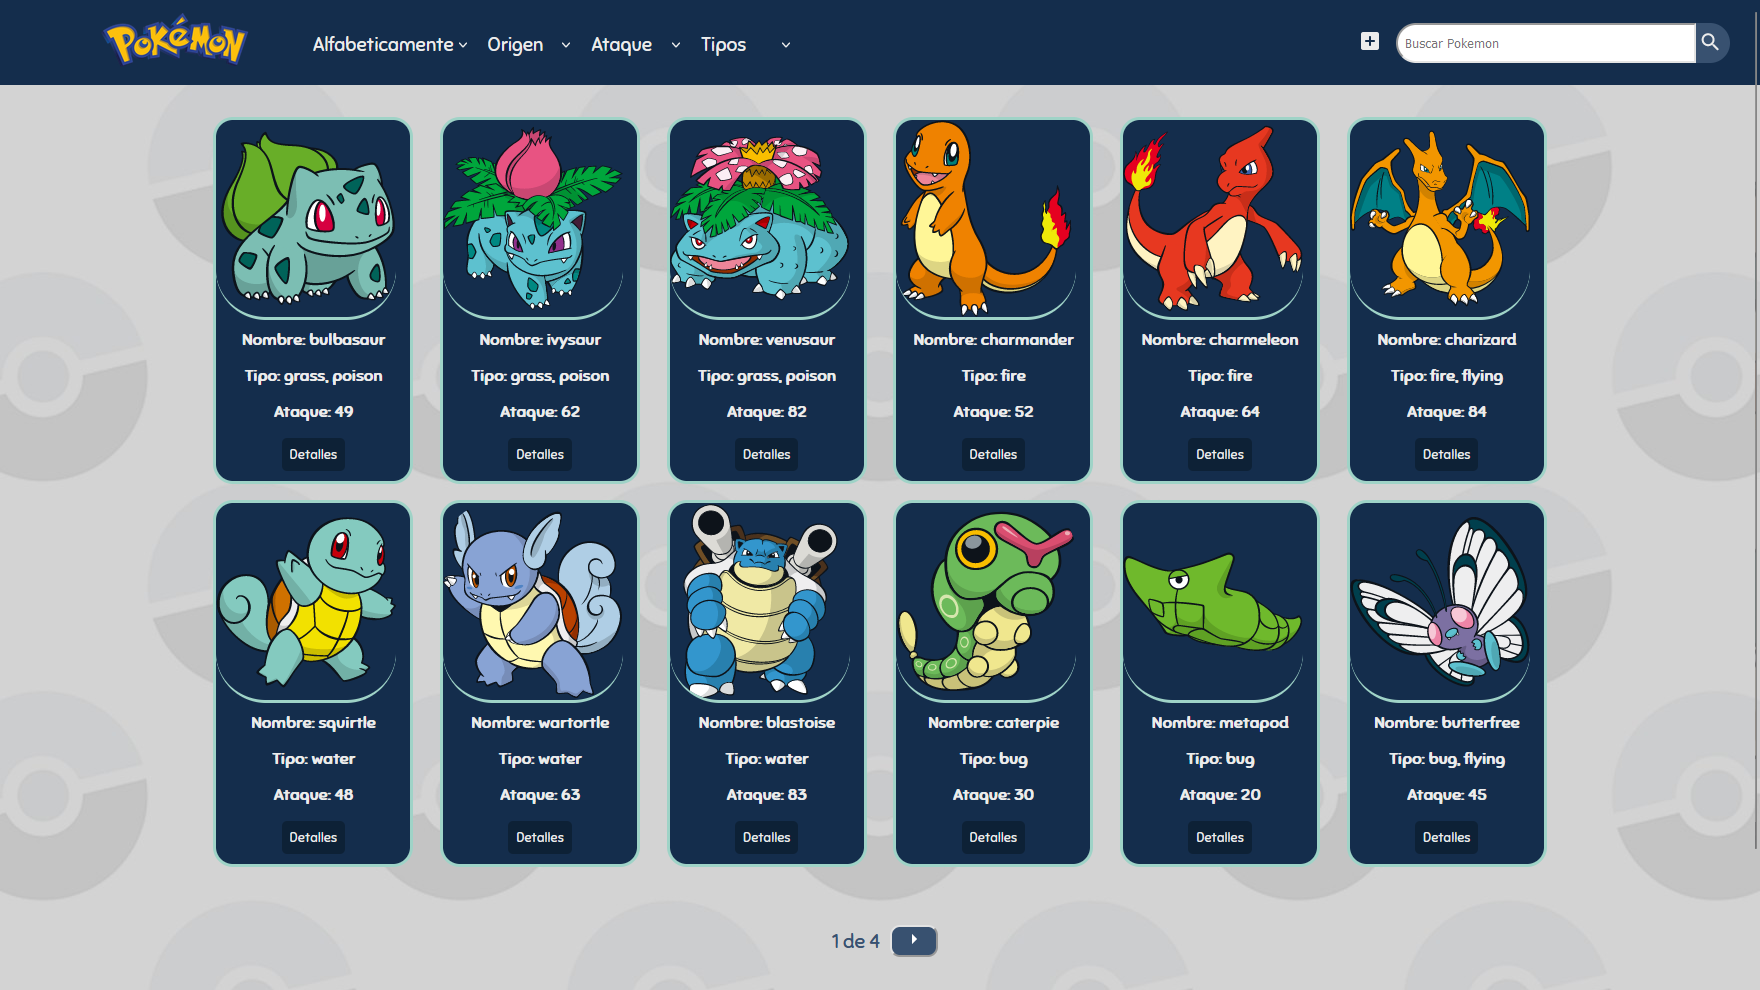 POKéMON
Alfabeticamente Origen Ataque Tipos
Buscar Pokemon
Nombre: bulbasaur
Tipo: grass, poison
Ataque: 49
Detalles
Nombre: ivysaur
Tipo: grass, poison
Ataque: 62
Detalles
Nombre: venusaur
Tipo: grass, poison
Ataque: 82
Detalles
Nombre: charmander
Tipo: fire
Ataque: 52
Detalles
Nombre: charmeleon
Tipo: fire
Ataque: 64
Detalles
Nombre: charizard
Tipo: fire, flying
Ataque: 84
Detalles
Nombre: squirtle
Tipo: water
Ataque: 48
Detalles
Nombre: wartortle
Tipo: water
Ataque: 63
Detalles
Nombre: blastoise
Tipo: water
Ataque: 83
Detalles
Nombre: caterpie
Tipo: bug
Ataque: 30
Detalles
Nombre: metapod
Tipo: bug
Ataque: 20
Detalles
Nombre: butterfree
Tipo: bug, flying
Ataque: 45
Detalles
1 de 4